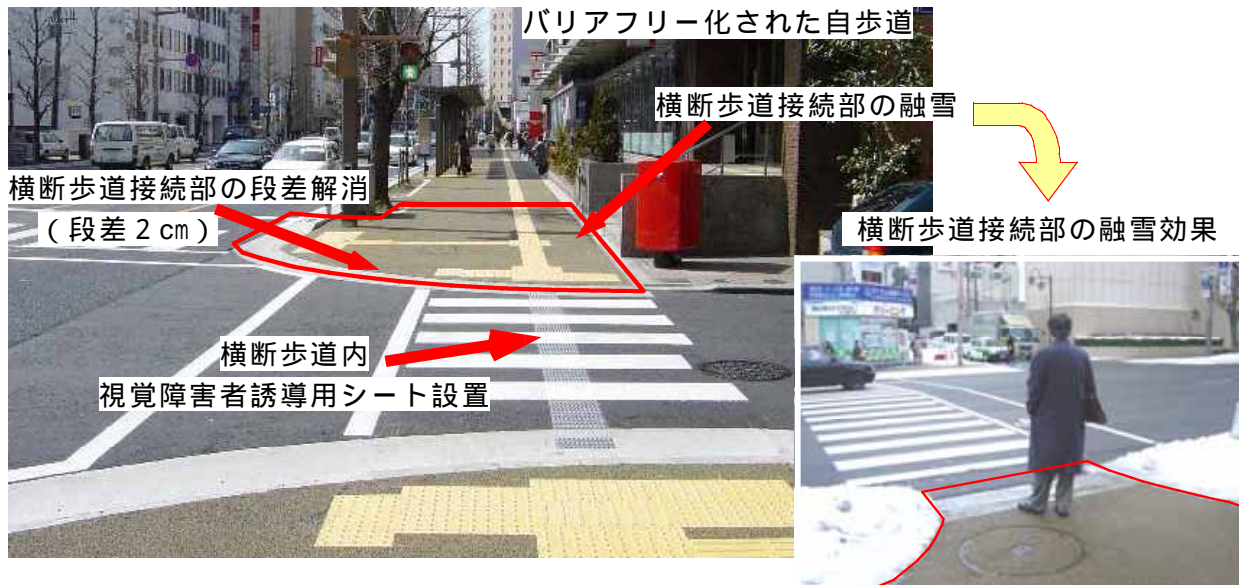 バリアフリー化された自歩道
横断歩道接続部の融雪
横断歩道接続部の段差解消
(段差2㎝)
横断歩道接続部の融雪効果
横断歩道内
視覚障害者誘導用シート設置